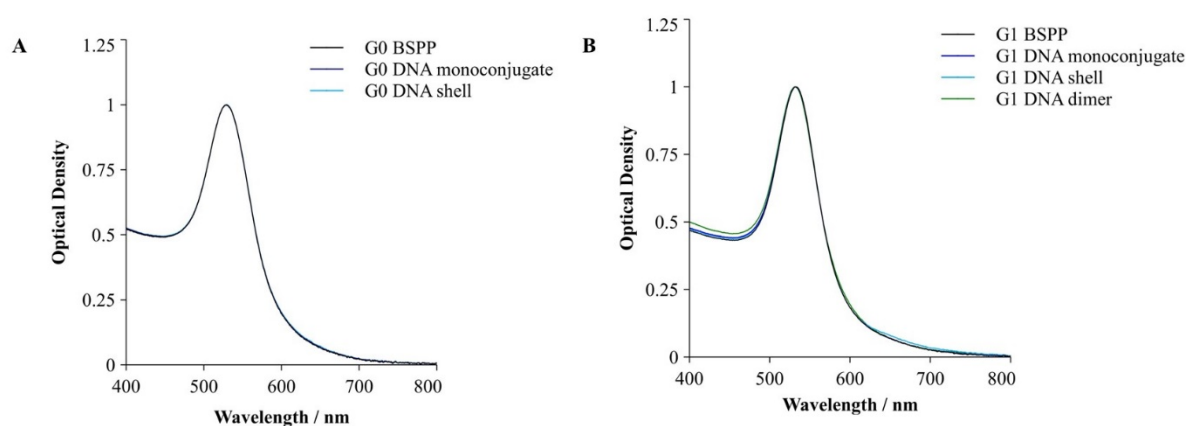 A
G0 BSPP
G0 DNA monoconjugate
G0 DNA shell
1.25
1
0.75
0.5
0.25
0
Optical Density
400
500
600
700
800
Wavelength / nm
B
G1 BSPP
G1 DNA monoconjugate
G1 DNA shell
G1 DNA dimer
1.25
1
0.75
0.5
0.25
0
Optical Density
400
500
600
700
800
Wavelength / nm